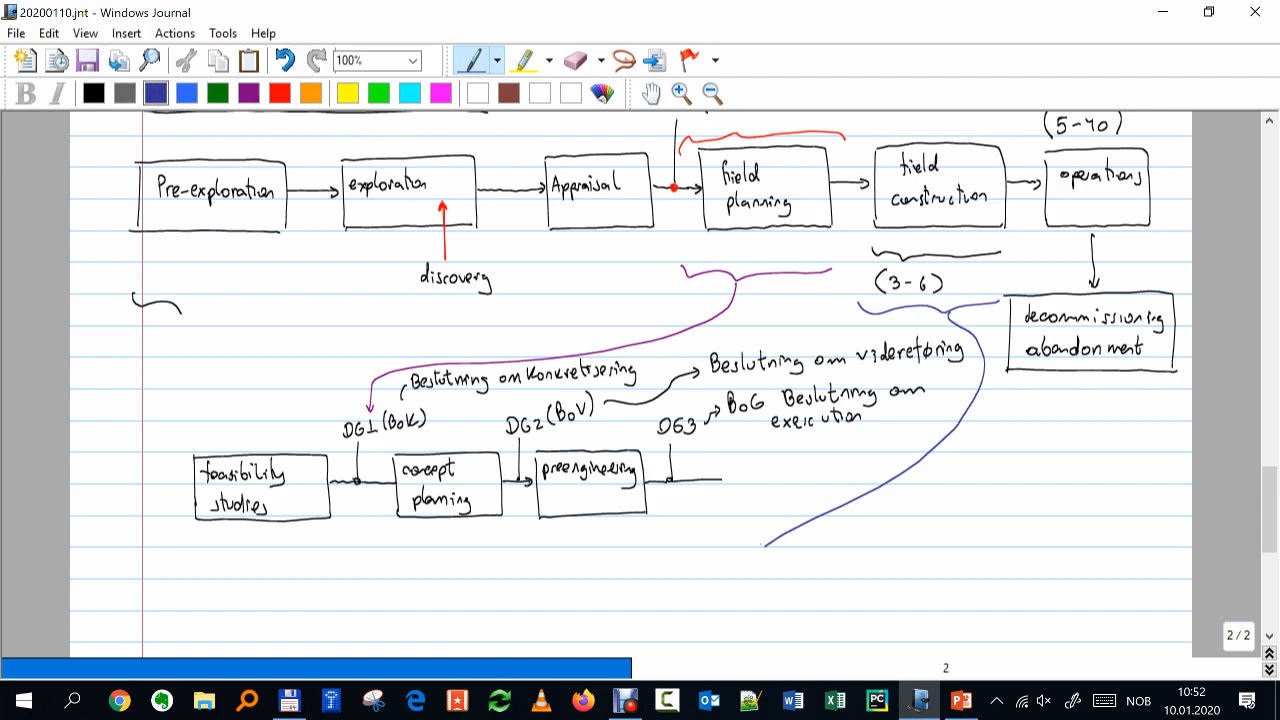 20200110.jnt - Windows Journal
File Edit View Insert Actions Tools Help
100%
B I
(5-40)
Pre-exploration
exploration
Appraisal
field
planning
field
construction
operations
discovery
(3-6)
decommissioning
abandonment
Beslutning om Konkretisering
Beslutning om videreføring
DG1 (BoK)
DG2 (BoV)
DG3
BoG Beslutning om
execution
feasibility
studies
concept
planning
preengineering
2 / 2
2
NOB
10:52
10.01.2020